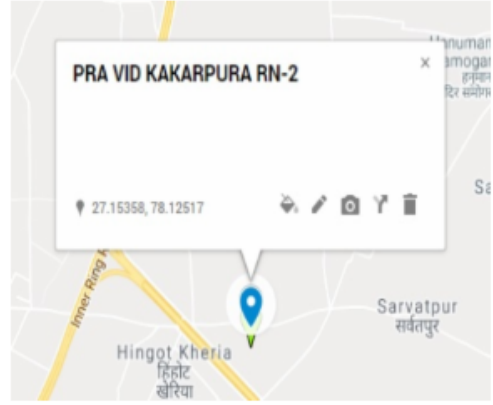 PRA VID KAKARPURA RN-2
27.15358, 78.12517
Inner Ring
Hingot Kheria
हिंगोट
खेरिया
Sarvatpur
सर्वतपुर